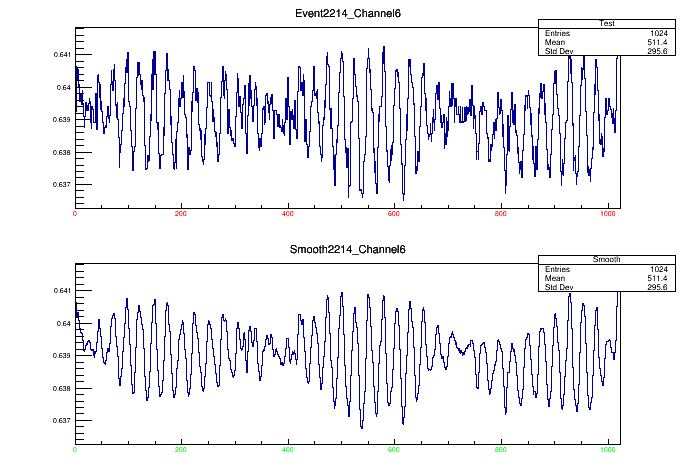 Event2214_Channel6
Test
Entries 1024
Mean 511.4
Std Dev 295.6
0.641
0.64
0.639
0.638
0.637
0 200 400 600 800 1000
Smooth2214_Channel6
Smooth
Entries 1024
Mean 511.4
Std Dev 295.6
0.641
0.64
0.639
0.638
0.637
0 200 400 600 800 1000